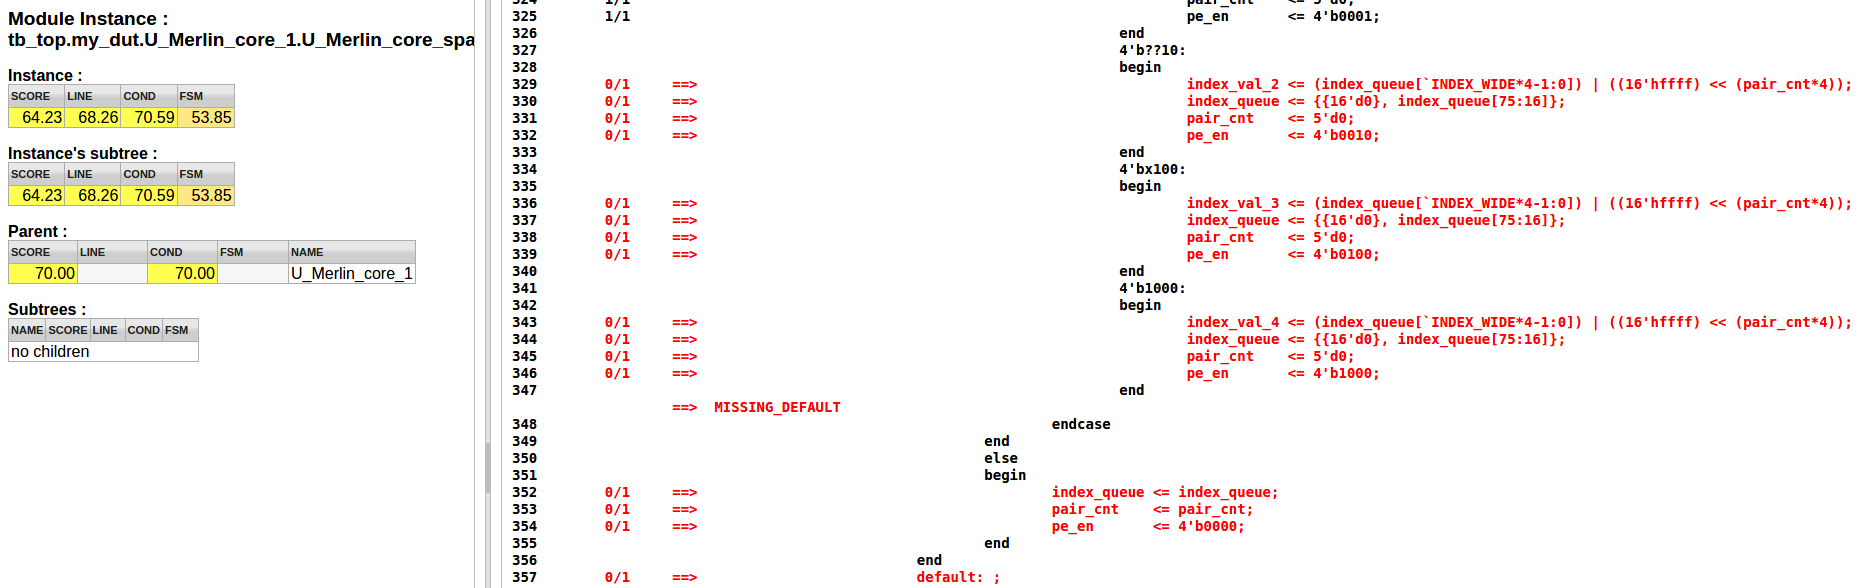 Module Instance :
tb_top.my_dut.U_Merlin_core_1.U_Merlin_core_spa
Instance :
SCORE LINE COND FSM
64.23 68.26 70.59 53.85
Instance's subtree :
SCORE LINE COND FSM
64.23 68.26 70.59 53.85
Parent :
SCORE LINE COND FSM NAME
70.00 70.00 U_Merlin_core_1
Subtrees :
NAME SCORE LINE COND FSM
no children
324 1/1 pair_cnt <= 5'd0;
325 1/1 pe_en <= 4'b0001;
326 end
327 4'b??10:
328 begin
329 0/1 ==> index_val_2 <= (index_queue[`INDEX_WIDE*4-1:0]) | ((16'hffff) << (pair_cnt*4));
330 0/1 ==> index_queue <= {{16'd0}, index_queue[75:16]};
331 0/1 ==> pair_cnt <= 5'd0;
332 0/1 ==> pe_en <= 4'b0010;
333 end
334 4'bx100:
335 begin
336 0/1 ==> index_val_3 <= (index_queue[`INDEX_WIDE*4-1:0]) | ((16'hffff) << (pair_cnt*4));
337 0/1 ==> index_queue <= {{16'd0}, index_queue[75:16]};
338 0/1 ==> pair_cnt <= 5'd0;
339 0/1 ==> pe_en <= 4'b0100;
340 end
341 4'b1000:
342 begin
343 0/1 ==> index_val_4 <= (index_queue[`INDEX_WIDE*4-1:0]) | ((16'hffff) << (pair_cnt*4));
344 0/1 ==> index_queue <= {{16'd0}, index_queue[75:16]};
345 0/1 ==> pair_cnt <= 5'd0;
346 0/1 ==> pe_en <= 4'b1000;
347 end
==> MISSING_DEFAULT
348 endcase
349 end
350 else
351 begin
352 0/1 ==> index_queue <= index_queue;
353 0/1 ==> pair_cnt <= pair_cnt;
354 0/1 ==> pe_en <= 4'b0000;
355 end
356 end
357 0/1 ==> default: ;